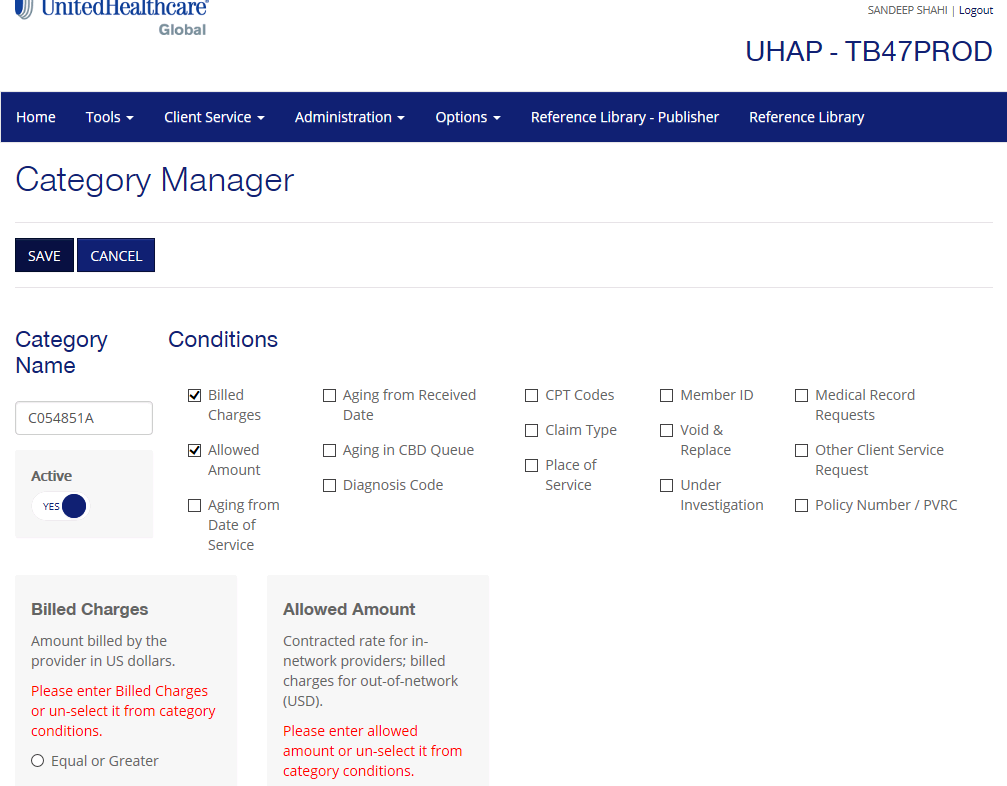 UnitedHealthcare®
Global
SANDEEP SHAHI | Logout
UHAP - TB47PROD
Home Tools Client Service Administration Options Reference Library - Publisher Reference Library
Category Manager
SAVE CANCEL
Category
Name
C054851A
Active
YES
Conditions
Billed
Charges
Allowed
Amount
Aging from
Date of
Service
Aging from Received
Date
Aging in CBD Queue
Diagnosis Code
CPT Codes
Claim Type
Place of
Service
Member ID
Void &
Replace
Under
Investigation
Medical Record
Requests
Other Client Service
Request
Policy Number / PVRC
Billed Charges
Amount billed by the
provider in US dollars.
Please enter Billed Charges
or un-select it from category
conditions.
Equal or Greater
Allowed Amount
Contracted rate for in-
network providers; billed
charges for out-of-network
(USD).
Please enter allowed
amount or un-select it from
category conditions.